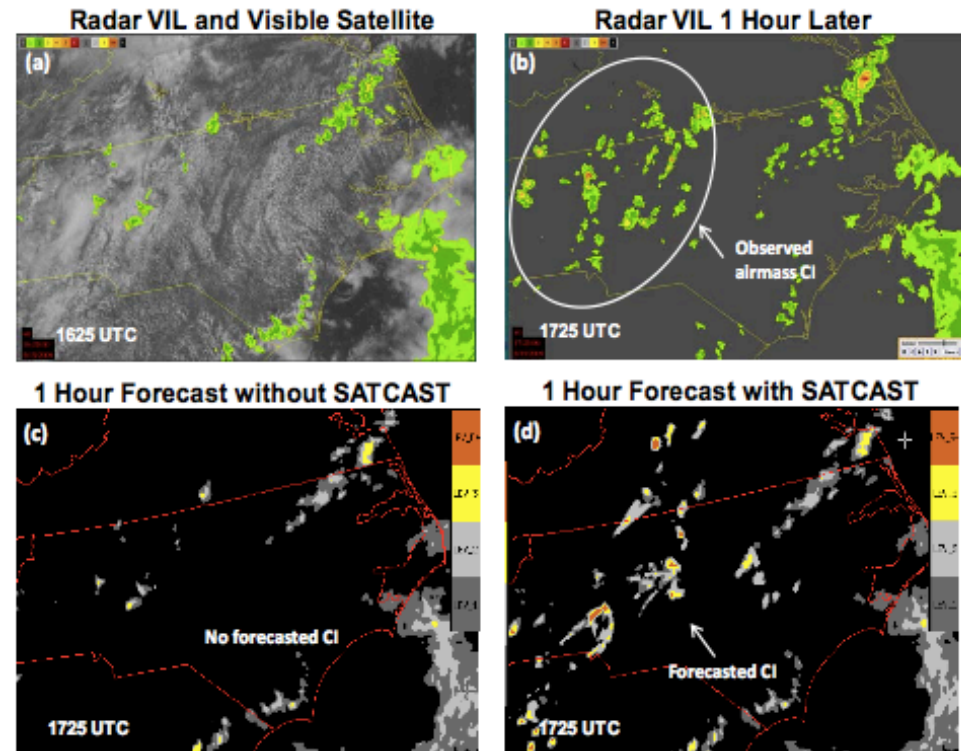 Radar VIL and Visible Satellite
Radar VIL 1 Hour Later
(a)
1625 UTC
(b)
Observed
airmass CI
1725 UTC
1 Hour Forecast without SATCAST
1 Hour Forecast with SATCAST
(c)
No forecasted CI
1725 UTC
(d)
Forecasted CI
1725 UTC